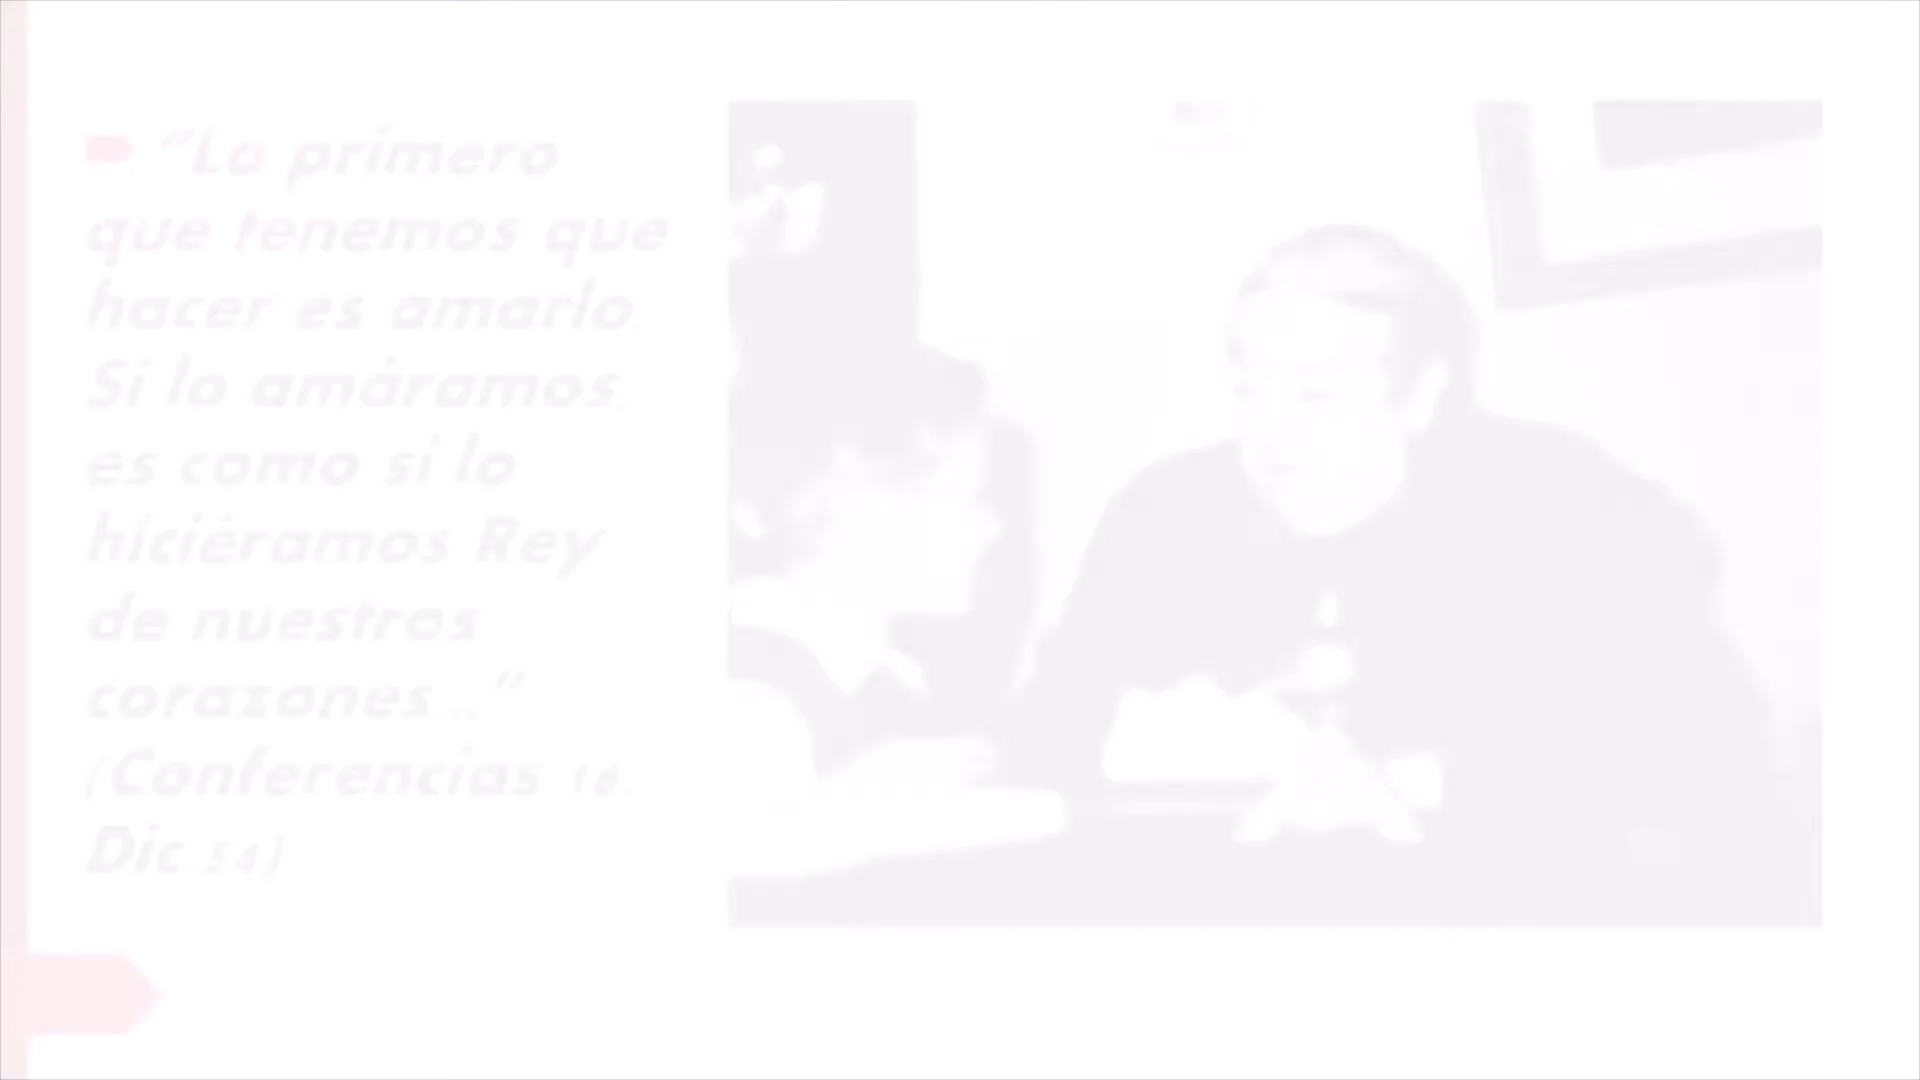 “Lo primero
que tenemos que
hacer es amarlo.
Si lo amáramos,
es como si lo
hiciéramos Rey
de nuestros
corazones...”
(Conferencias 16,
Dic.54)